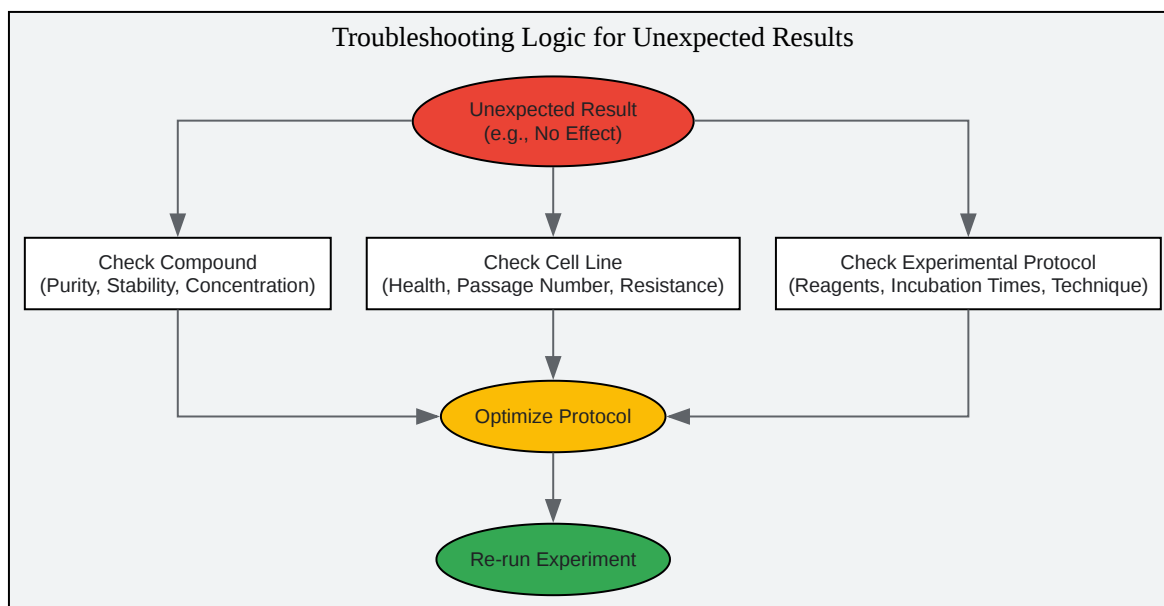 Troubleshooting Logic for Unexpected Results
Unexpected Result
(e.g., No Effect)
Check Compound
(Purity, Stability, Concentration)
Check Cell Line
(Health, Passage Number, Resistance)
Check Experimental Protocol
(Reagents, Incubation Times, Technique)
Optimize Protocol
Re-run Experiment